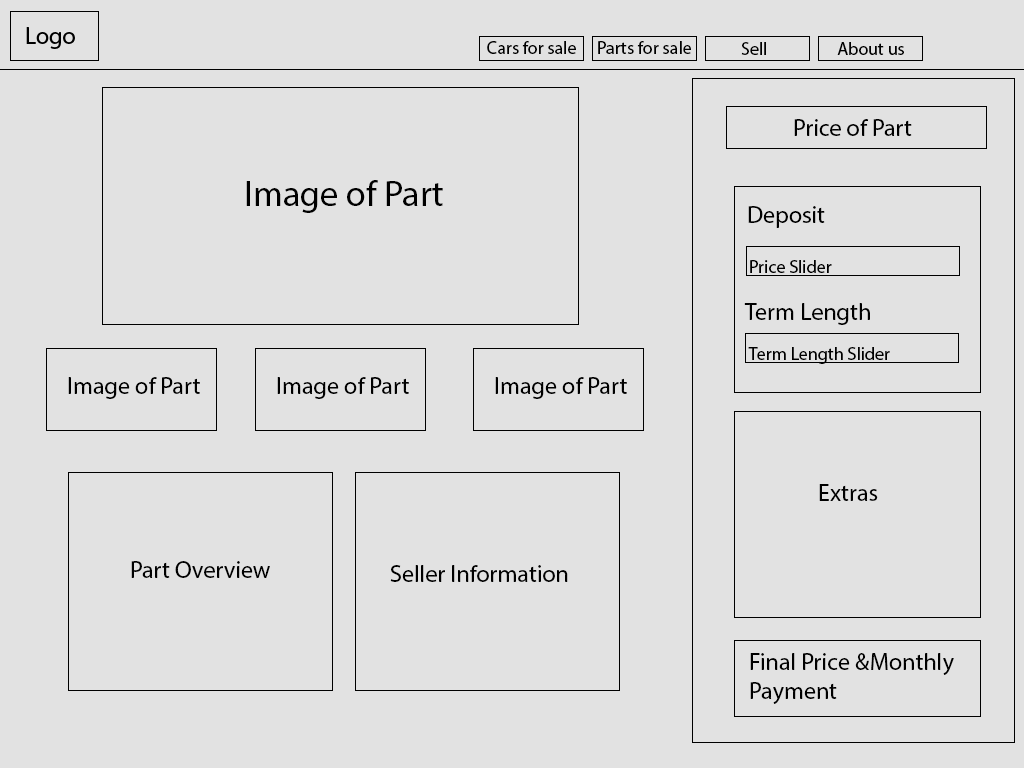 Logo
Cars for sale
Parts for sale
Sell
About us
Image of Part
Image of Part
Image of Part
Image of Part
Part Overview
Seller Information
Price of Part
Deposit
Price Slider
Term Length
Term Length Slider
Extras
Final Price &Monthly
Payment